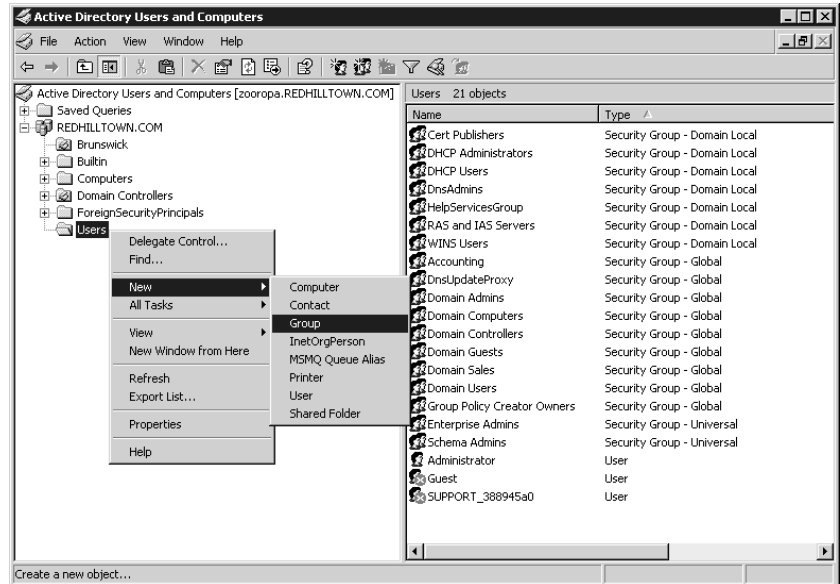 Active Directory Users and Computers
File Action View Window Help
Active Directory Users and Computers [zooropa.REDHILLTOWN.COM]
Saved Queries
REDHILLTOWN.COM
Brunswick
Builtin
Computers
Domain Controllers
ForeignSecurityPrincipals
Users
Delegate Control...
Find...
New
All Tasks
View
New Window from Here
Refresh
Export List...
Properties
Help
Computer
Contact
Group
InetOrgPerson
MSMQ Queue Alias
Printer
User
Shared Folder
Users 21 objects
Name Type
Cert Publishers Security Group - Domain Local
DHCP Administrators Security Group - Domain Local
DHCP Users Security Group - Domain Local
DnsAdmins Security Group - Domain Local
HelpServicesGroup Security Group - Domain Local
RAS and IAS Servers Security Group - Domain Local
WINS Users Security Group - Domain Local
Accounting Security Group - Global
DnsUpdateProxy Security Group - Global
Domain Admins Security Group - Global
Domain Computers Security Group - Global
Domain Controllers Security Group - Global
Domain Guests Security Group - Global
Domain Sales Security Group - Global
Domain Users Security Group - Global
Group Policy Creator Owners Security Group - Global
Enterprise Admins Security Group - Universal
Schema Admins Security Group - Universal
Administrator User
Guest User
SUPPORT_388945a0 User
Create a new object...